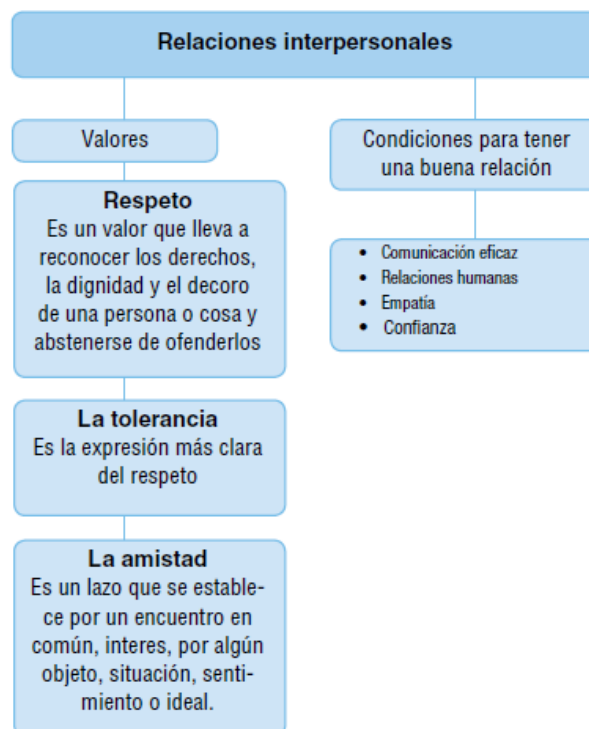 Relaciones interpersonales
Valores
Respeto
Es un valor que lleva a
reconocer los derechos,
la dignidad y el decoro
de una persona o cosa y
abstenerse de ofenderlos
La tolerancia
Es la expresión más clara
del respeto
La amistad
Es un lazo que se estable-
ce por un encuentro en
común, interes, por algún
objeto, situación, senti-
miento o ideal.
Condiciones para tener
una buena relación
• Comunicación eficaz
• Relaciones humanas
• Empatía
• Confianza